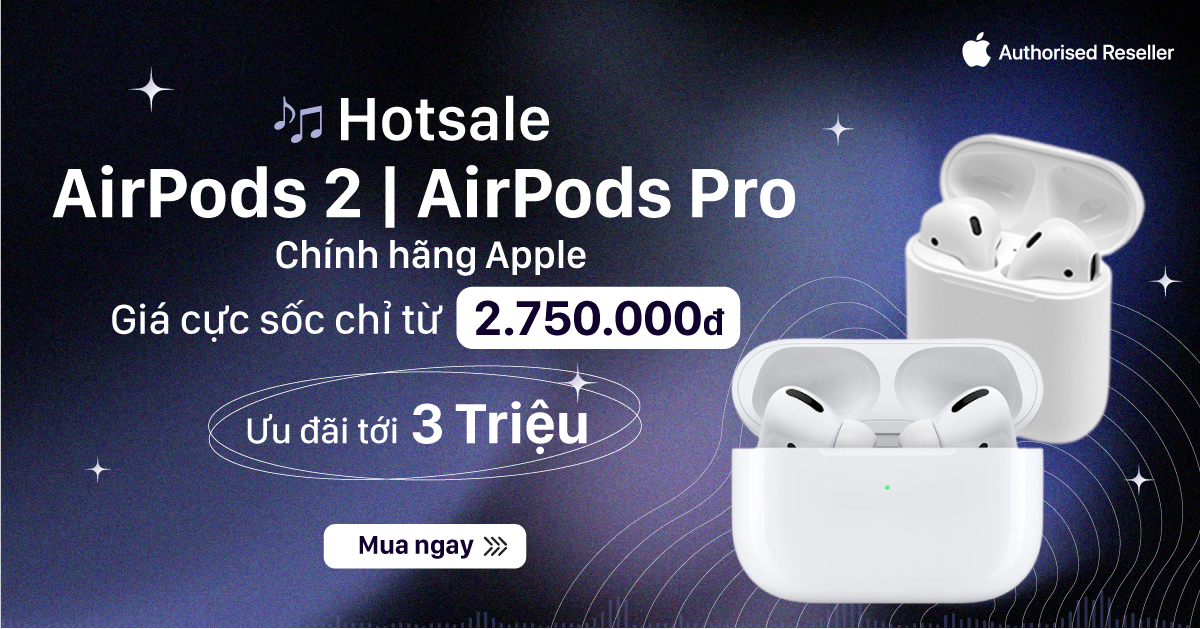 Authorised Reseller
Hotsale
AirPods 2 | AirPods Pro
Chính hãng Apple
Giá cực sốc chỉ từ 2.750.000đ
Ưu đãi tới 3 Triệu
Mua ngay